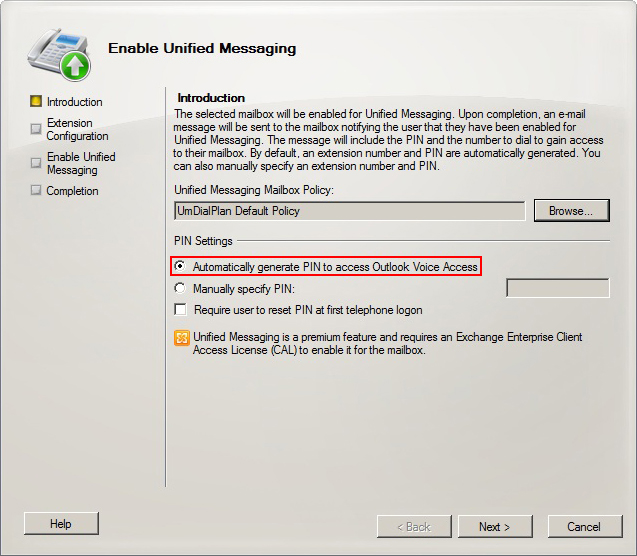 Enable Unified Messaging
Introduction
Extension
Configuration
Enable Unified
Messaging
Completion
Introduction
The selected mailbox will be enabled for Unified Messaging. Upon completion, an e-mail
message will be sent to the mailbox notifying the user that they have been enabled for
Unified Messaging. The message will include the PIN and the number to dial to gain access
to their mailbox. By default, an extension number and PIN are automatically generated. You
can also manually specify an extension number and PIN.
Unified Messaging Mailbox Policy:
UmDialPlan Default Policy
Browse...
PIN Settings
Automatically generate PIN to access Outlook Voice Access
Manually specify PIN:
Require user to reset PIN at first telephone logon
Unified Messaging is a premium feature and requires an Exchange Enterprise Client
Access License (CAL) to enable it for the mailbox.
Help
< Back
Next >
Cancel